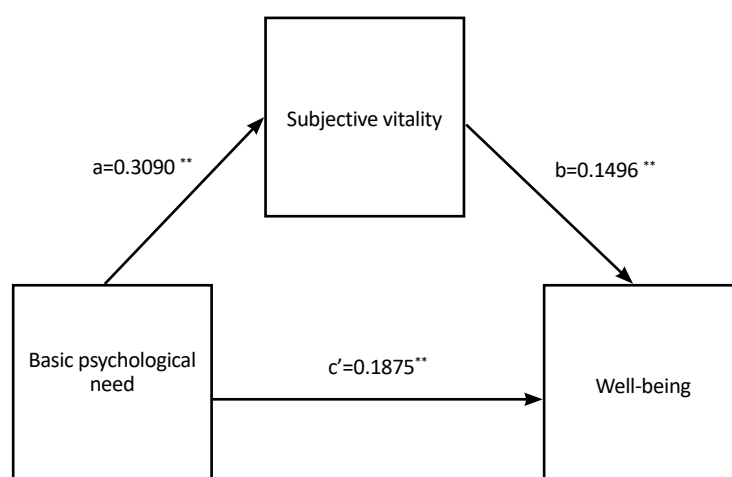 Subjective vitality
a=0.3090 **
b=0.1496 **
Basic psychological
need
c’=0.1875**
Well-being